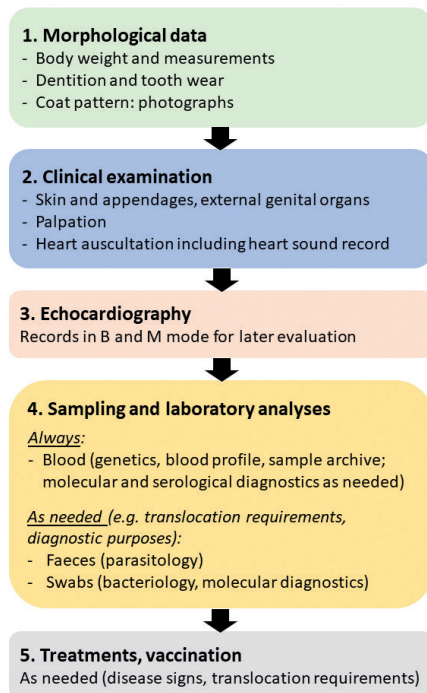 1. Morphological data
- Body weight and measurements
- Dentition and tooth wear
- Coat pattern: photographs
2. Clinical examination
- Skin and appendages, external genital organs
- Palpation
- Heart auscultation including heart sound record
3. Echocardiography
Records in B and M mode for later evaluation
4. Sampling and laboratory analyses
Always:
- Blood (genetics, blood profile, sample archive;
molecular and serological diagnostics as needed)
As needed (e.g. translocation requirements,
diagnostic purposes):
- Faeces (parasitology)
- Swabs (bacteriology, molecular diagnostics)
5. Treatments, vaccination
As needed (disease signs, translocation requirements)